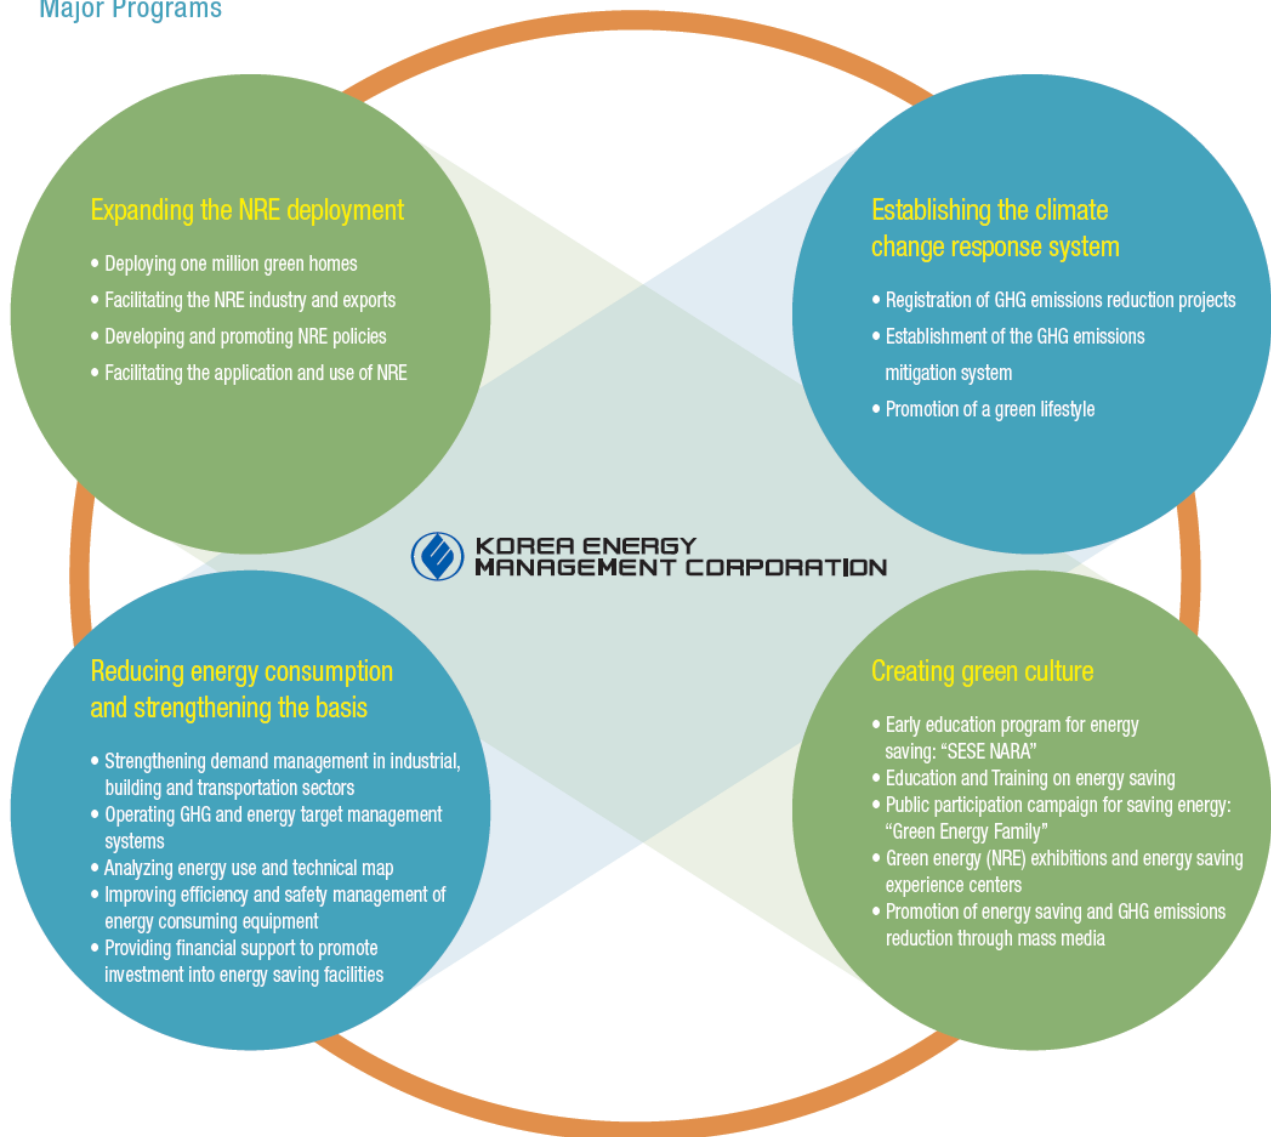 Major Programs
Expanding the NRE deployment
• Deploying one million green homes
• Facilitating the NRE industry and exports
• Developing and promoting NRE policies
• Facilitating the application and use of NRE
Establishing the climate
change response system
• Registration of GHG emissions reduction projects
• Establishment of the GHG emissions
mitigation system
• Promotion of a green lifestyle
KOREA ENERGY
MANAGEMENT CORPORATION
Reducing energy consumption
and strengthening the basis
• Strengthening demand management in industrial,
building and transportation sectors
• Operating GHG and energy target management
systems
• Analyzing energy use and technical map
• Improving efficiency and safety management of
energy consuming equipment
• Providing financial support to promote
investment into energy saving facilities
Creating green culture
• Early education program for energy
saving: “SESE NARA”
• Education and Training on energy saving
• Public participation campaign for saving energy:
“Green Energy Family”
• Green energy (NRE) exhibitions and energy saving
experience centers
• Promotion of energy saving and GHG emissions
reduction through mass media